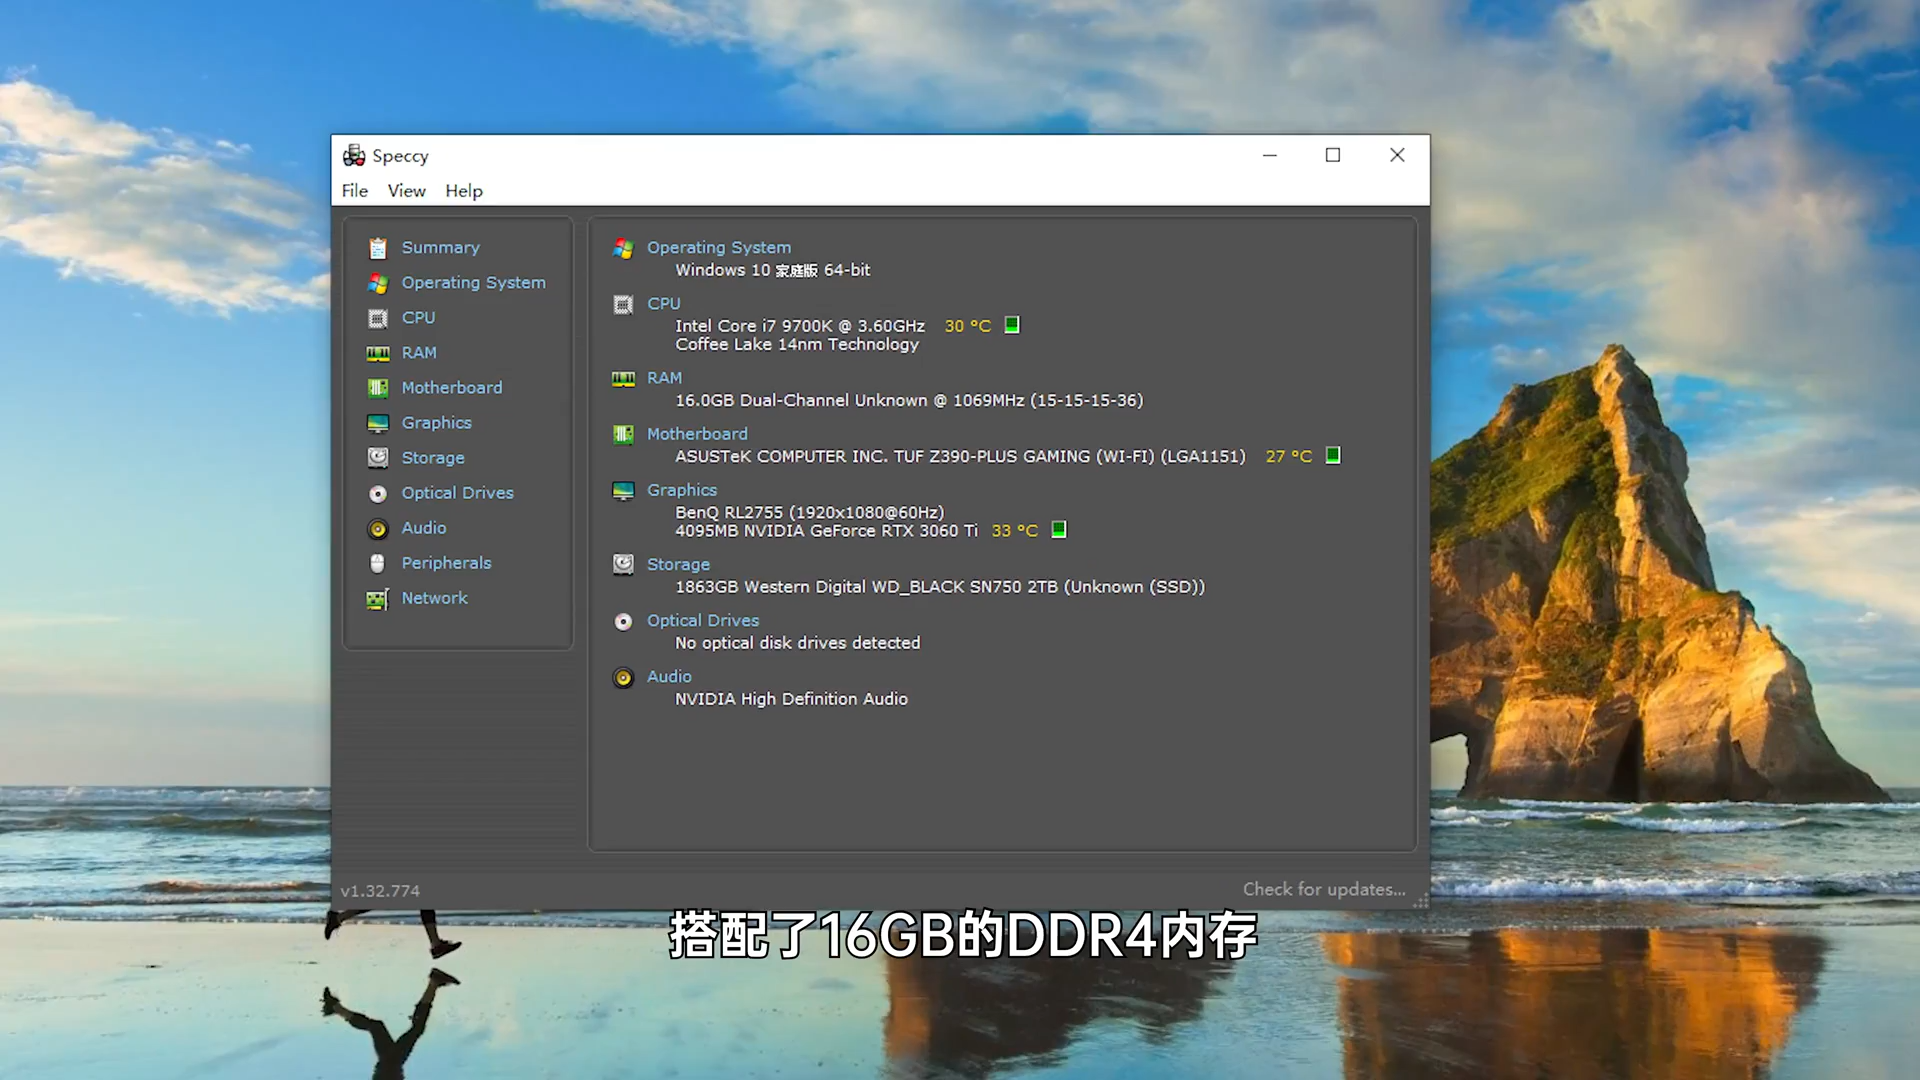 Speccy
File View Help
Summary
Operating System
CPU
RAM
Motherboard
Graphics
Storage
Optical Drives
Audio
Peripherals
Network
Operating System
Windows 10 家庭版 64-bit
CPU
Intel Core i7 9700K @ 3.60GHz 30 °C
Coffee Lake 14nm Technology
RAM
16.0GB Dual-Channel Unknown @ 1069MHz (15-15-15-36)
Motherboard
ASUSTeK COMPUTER INC. TUF Z390-PLUS GAMING (WI-FI) (LGA1151) 27 °C
Graphics
BenQ RL2755 (1920x1080@60Hz)
4095MB NVIDIA GeForce RTX 3060 Ti 33 °C
Storage
1863GB Western Digital WD_BLACK SN750 2TB (Unknown (SSD))
Optical Drives
No optical disk drives detected
Audio
NVIDIA High Definition Audio
v1.32.774
Check for updates...
搭配了16GB的DDR4内存